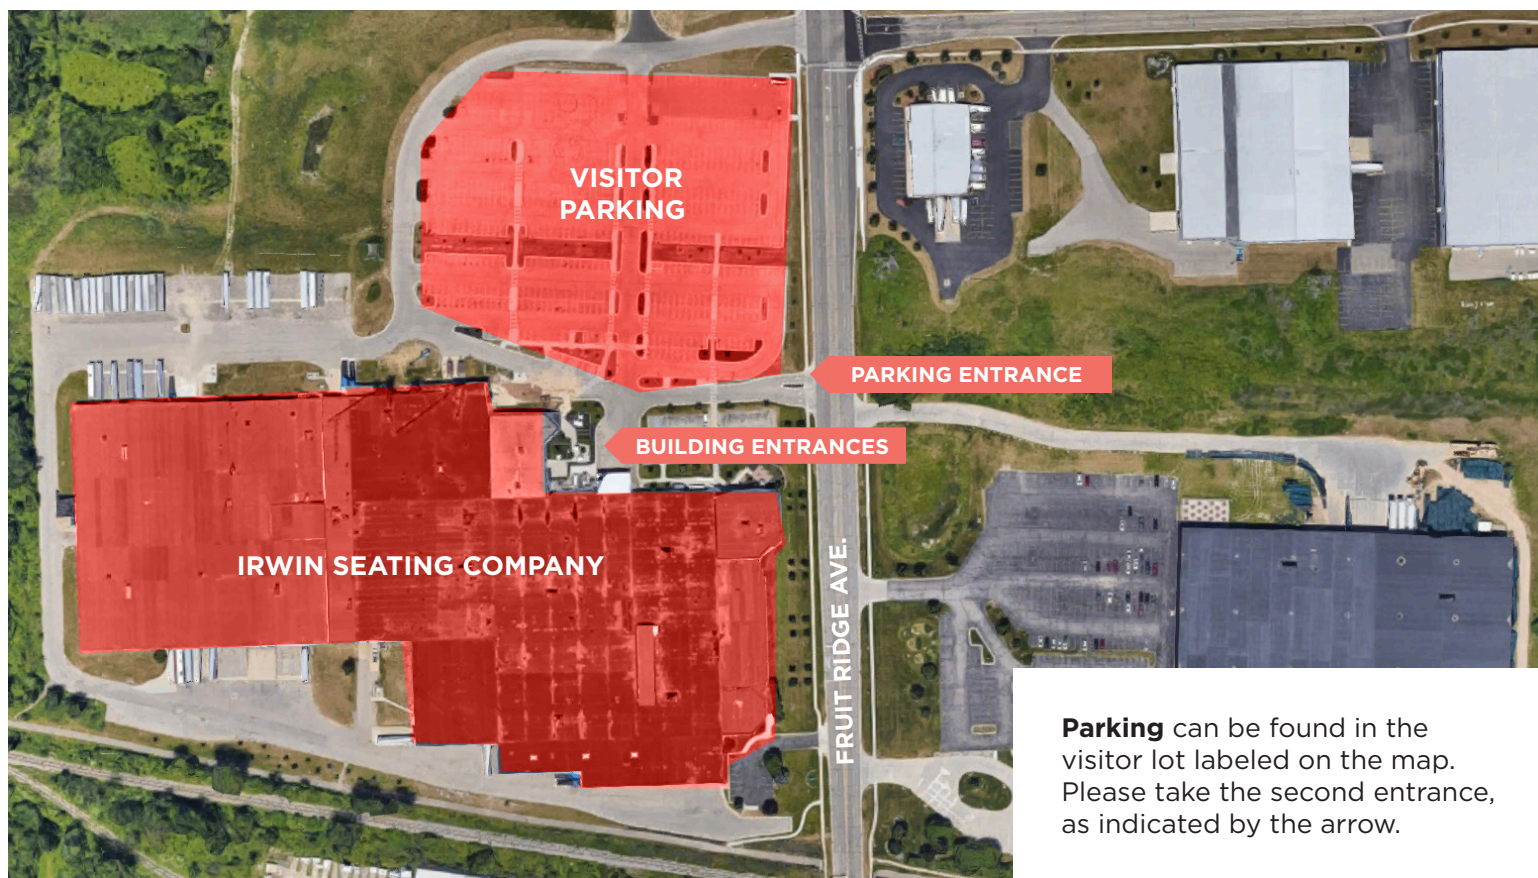 VISITOR
PARKING
PARKING ENTRANCE
BUILDING ENTRANCES
IRWIN SEATING COMPANY
FRUIT RIDGE AVE.
Parking can be found in the
visitor lot labeled on the map.
Please take the second entrance,
as indicated by the arrow.